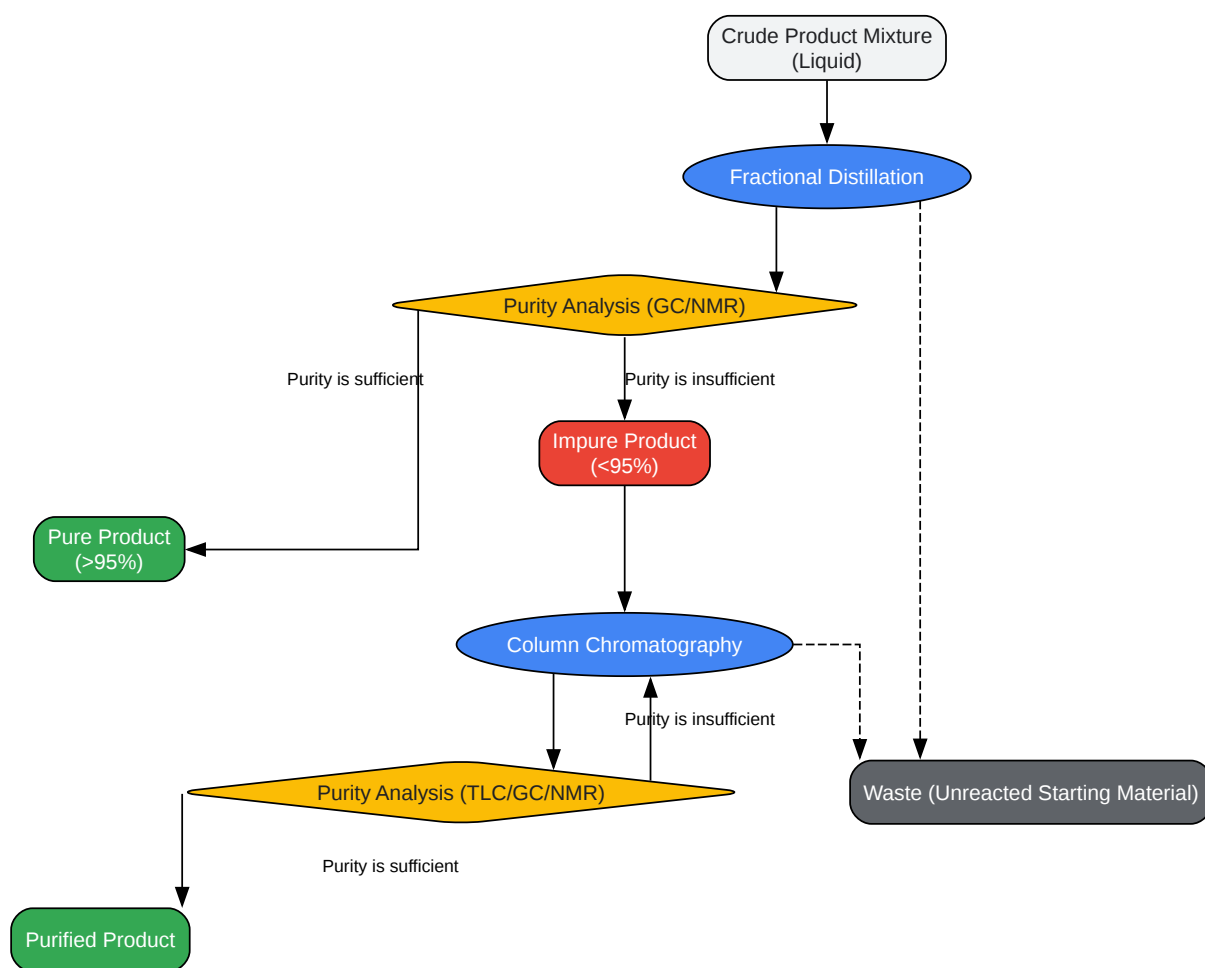 Crude Product Mixture
(Liquid)
Fractional Distillation
Purity Analysis (GC/NMR)
Purity is sufficient
Purity is insufficient
Impure Product
(<95%)
Pure Product
(>95%)
Column Chromatography
Purity is insufficient
Purity Analysis (TLC/GC/NMR)
Waste (Unreacted Starting Material)
Purity is sufficient
Purified Product